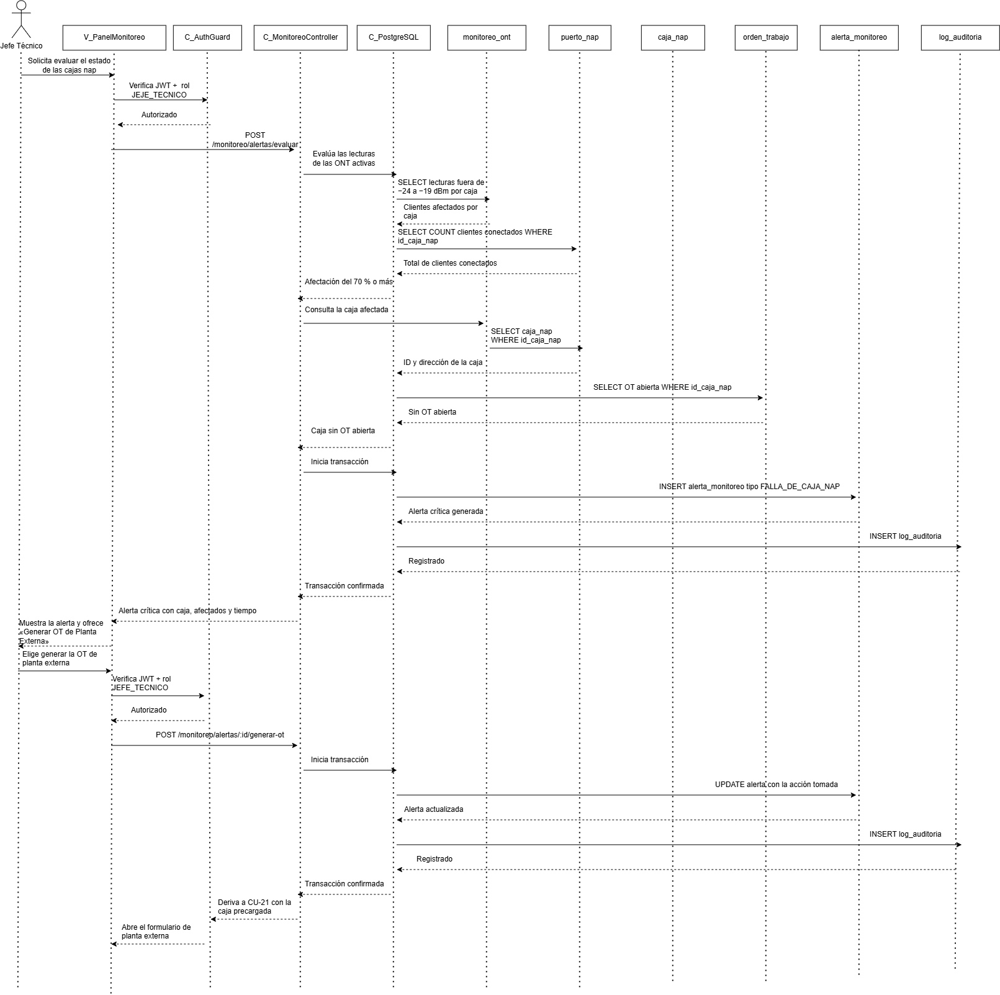 Jefe Técnico
V_PanelMonitoreo
C_AuthGuard
C_MonitoreoController
C_PostgreSQL
monitoreo_ont
puerto_nap
caja_nap
orden_trabajo
alerta_monitoreo
log_auditoria
Solicita evaluar el estado
de las cajas nap
Verifica JWT +  rol
JEJE_TECNICO
Autorizado
POST
/monitoreo/alertas/evaluar
Evalúa las lecturas
de las ONT activas
SELECT lecturas fuera de
−24 a −19 dBm por caja
Clientes afectados por
caja
SELECT COUNT clientes conectados WHERE
id_caja_nap
Total de clientes conectados
Afectación del 70 % o más
Consulta la caja afectada
SELECT caja_nap
WHERE id_caja_nap
ID y dirección de la caja
SELECT OT abierta WHERE id_caja_nap
Sin OT abierta
Caja sin OT abierta
Inicia transacción
INSERT alerta_monitoreo tipo FALLA_DE_CAJA_NAP
Alerta crítica generada
INSERT log_auditoria
Registrado
Transacción confirmada
Alerta crítica con caja, afectados y tiempo
Muestra la alerta y ofrece
«Generar OT de Planta
Externa»
Elige generar la OT de
planta externa
Verifica JWT + rol
JEFE_TECNICO
Autorizado
POST /monitoreo/alertas/:id/generar-ot
Inicia transacción
UPDATE alerta con la acción tomada
Alerta actualizada
INSERT log_auditoria
Registrado
Transacción confirmada
Deriva a CU-21 con la
caja precargada
Abre el formulario de
planta externa